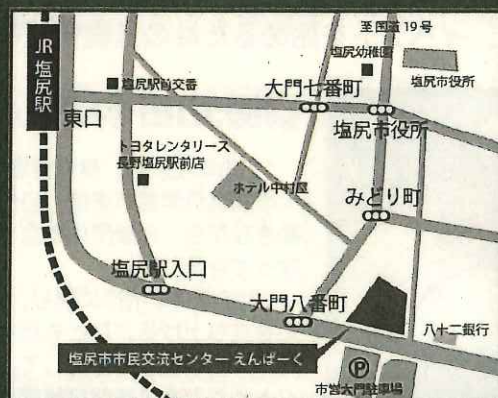 至国道19号
JR塩尻駅
塩尻幼稚園
塩尻駅前交番
大門七番町
塩尻市役所
東口
塩尻市役所
トヨタレンタリース
長野塩尻駅前店
ホテル中村屋
みどり町
塩尻駅入口
大門八番町
八十二銀行
塩尻市市民交流センター えんぱーく
P
市営大門駐車場